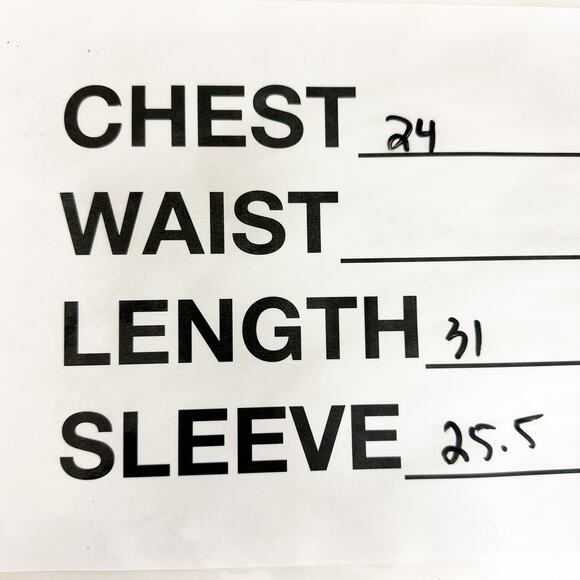 CHEST 24
WAIST
LENGTH 31
SLEEVE 25.5